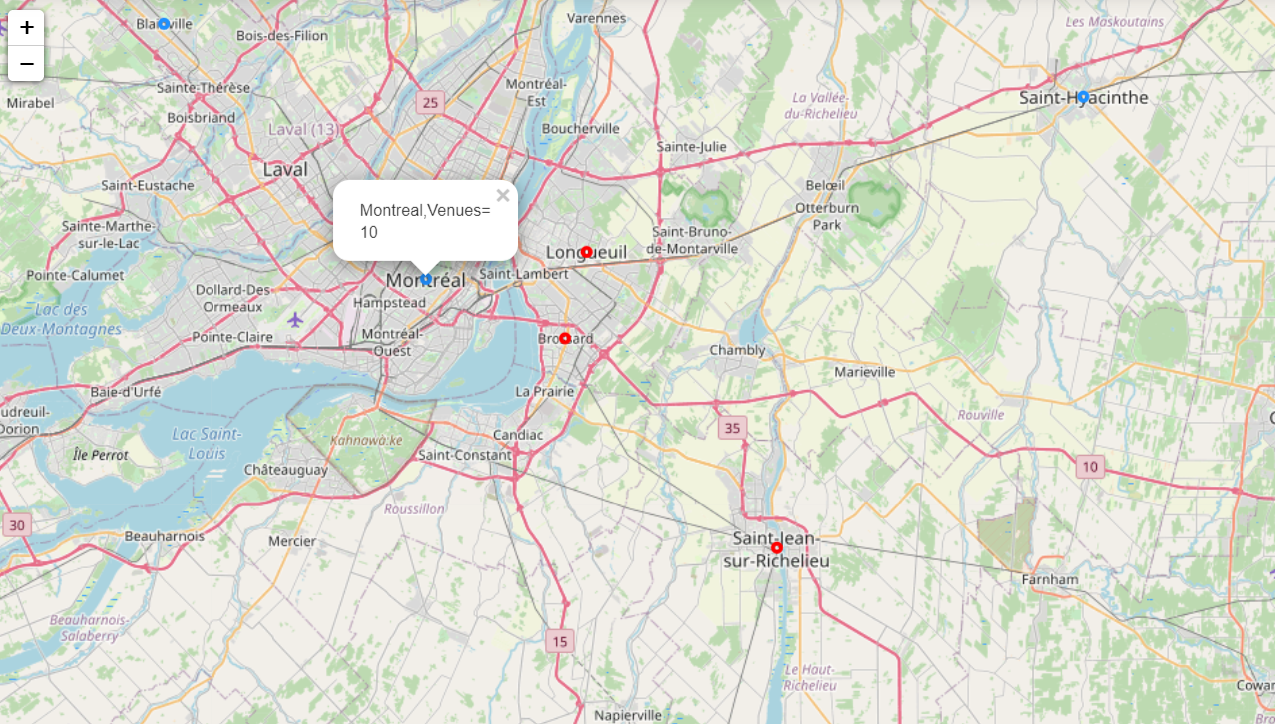 +
−
Varennes
Les Maskoutains
Bois-des-Filion
Sainte-Thérèse
Montréal-
Est
Mirabel
25
La Vallée-
du-Richelieu
Saint-Hyacinthe
Boisbriand
Laval (13)
Boucherville
Sainte-Julie
Laval
Saint-Eustache
Belœil
Otterburn
Park
×
Montreal,Venues=
10
Sainte-Marthe-
sur-le-Lac
Saint-Bruno-
de-Montarville
Longueuil
Pointe-Calumet
Montréal
Saint-Lambert
Dollard-Des
Ormeaux
Hampstead
Lac des
Deux-Montagnes
Pointe-Claire
Montréal-
Ouest
Brossard
Chambly
Marieville
Baie-d'Urfé
La Prairie
udreuil-
Dorion
Rouville
35
Lac Saint-
Louis
Kahnawa:ke
Candiac
Île Perrot
Saint-Constant
Châteauguay
10
Roussillon
30
Beauharnois
Mercier
Saint-Jean-
sur-Richelieu
Farnham
Beauharnois-
Salaberry
15
Le Haut-
Richelieu
Cowan
Napierville